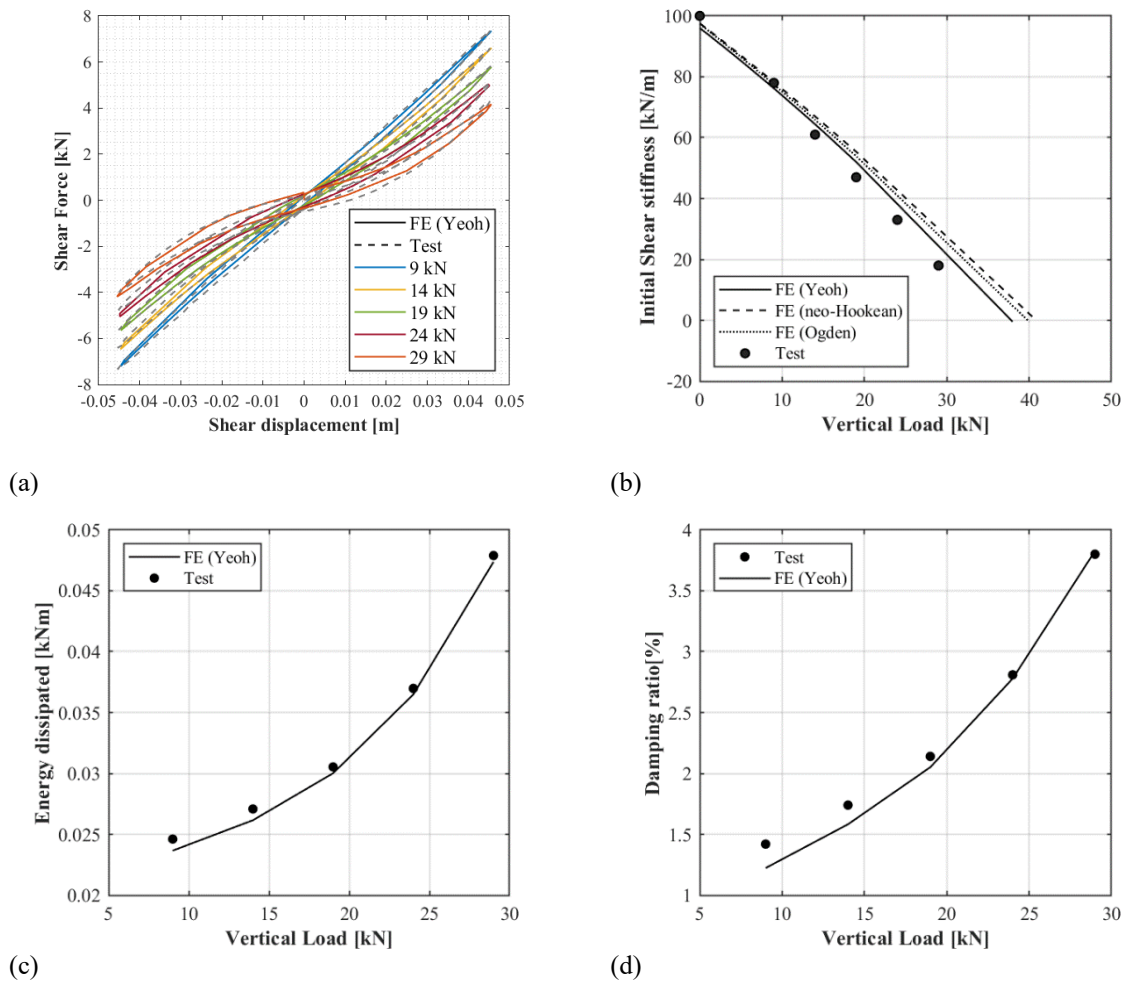 8
6
4
2
0
-2
-4
-6
-8
Shear Force [kN]
-0.05 -0.04 -0.03 -0.02 -0.01 0 0.01 0.02 0.03 0.04 0.05
Shear displacement [m]
FE (Yeoh)
Test
9 kN
14 kN
19 kN
24 kN
29 kN
(a)
100
80
60
40
20
0
-20
Initial Shear stiffness [kN/m]
0 10 20 30 40 50
Vertical Load [kN]
FE (Yeoh)
FE (neo-Hookean)
FE (Ogden)
Test
(b)
0.05
0.045
0.04
0.035
0.03
0.025
0.02
Energy dissipated [kNm]
5 10 15 20 25 30
Vertical Load [kN]
FE (Yeoh)
Test
(c)
4
3.5
3
2.5
2
1.5
1
Damping ratio[%]
5 10 15 20 25 30
Vertical Load [kN]
Test
FE (Yeoh)
(d)